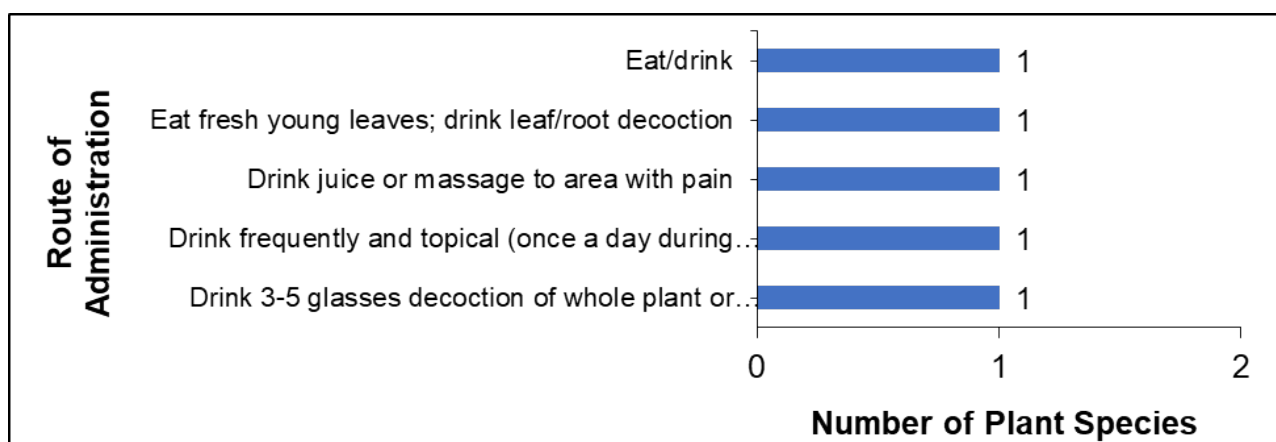 Route of
Administration
Eat/drink 1
Eat fresh young leaves; drink leaf/root decoction 1
Drink juice or massage to area with pain 1
Drink frequently and topical (once a day during… 1
Drink 3-5 glasses decoction of whole plant or… 1
0 1 2
Number of Plant Species